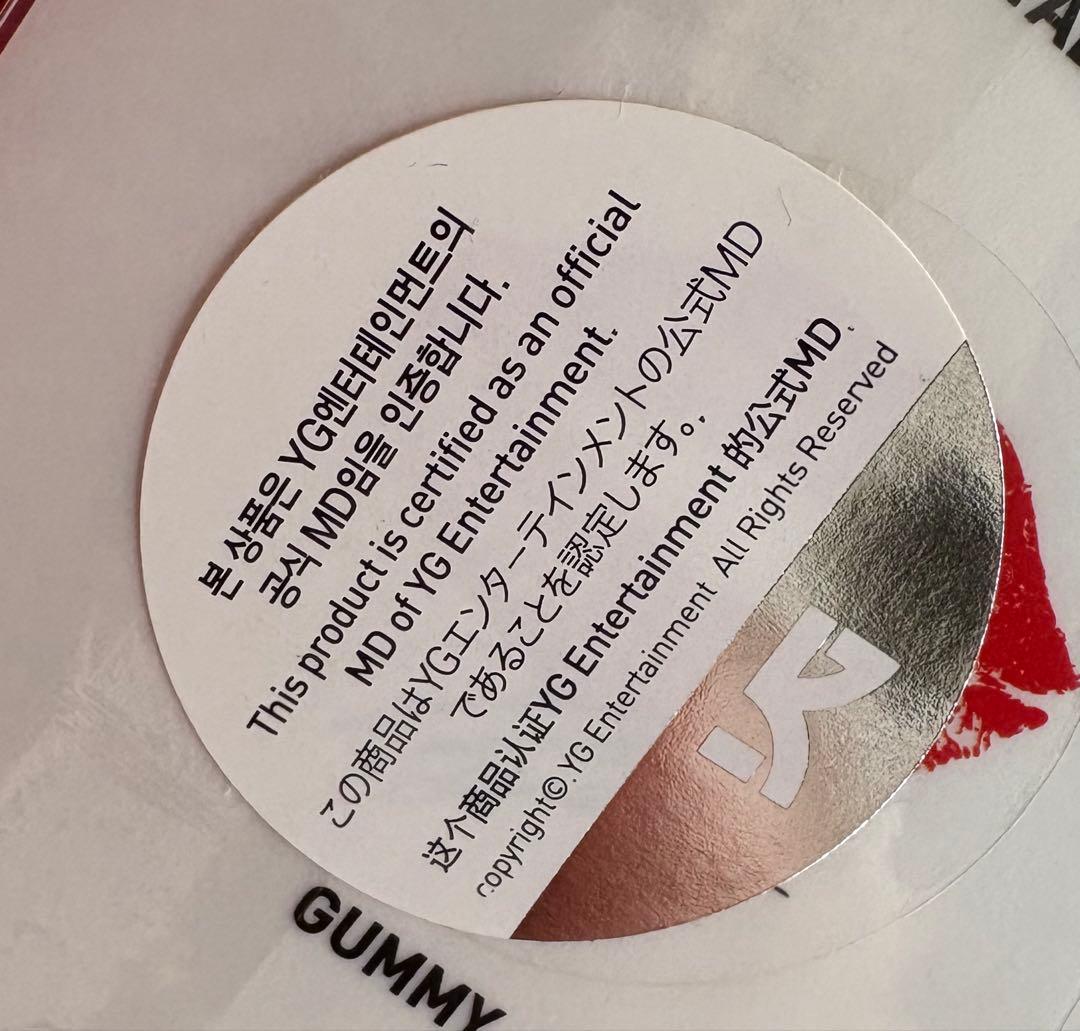 본 상품은 YG엔터테인먼트의
공식 MD임을 인증합니다.
This product is certified as an official
MD of YG Entertainment.
この商品はYGエンターテインメントの公式MD
であることを認定します。
这个商品认证YG Entertainment 的公式MD.
copyright©.YG Entertainment All Rights Reserved
GUMMY